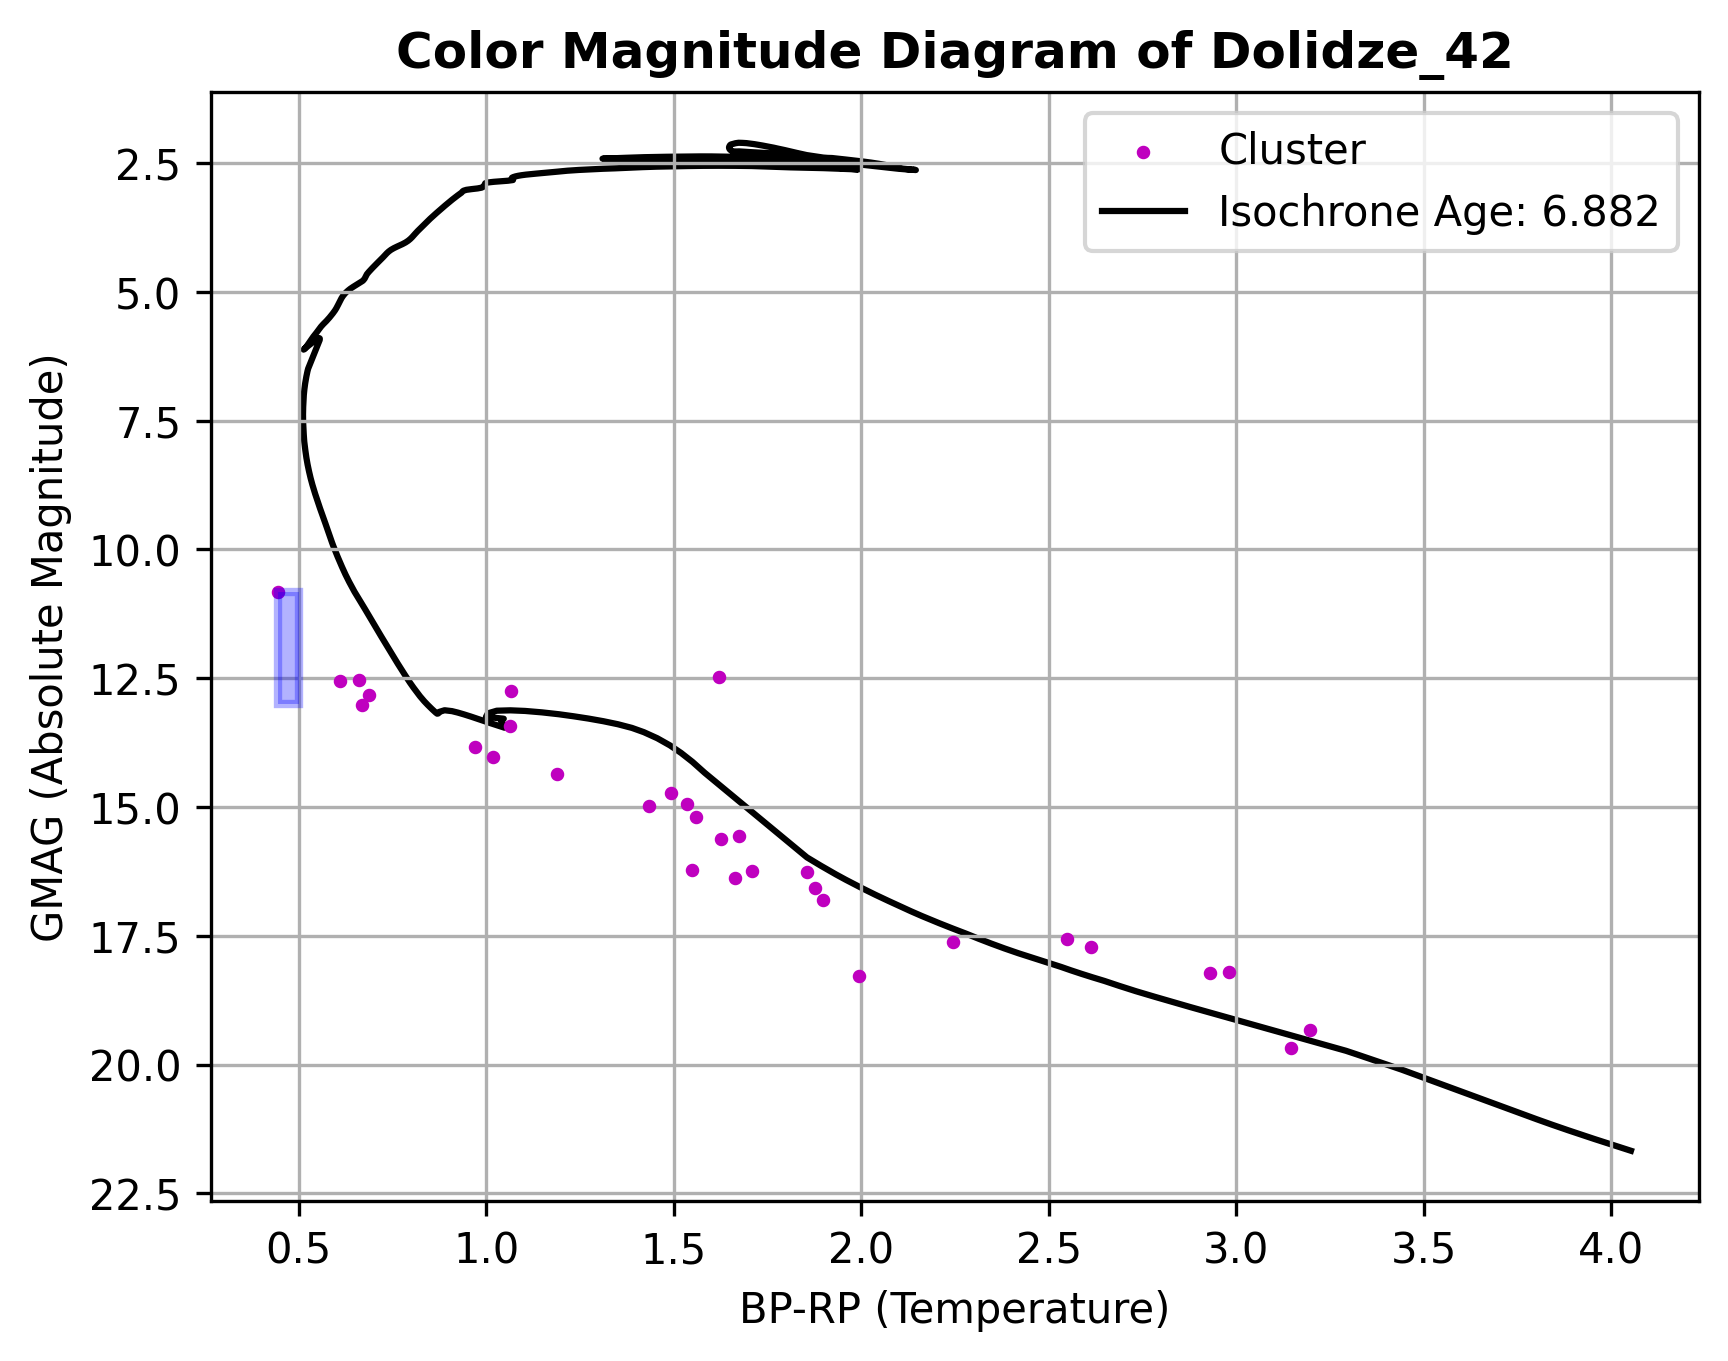 Color Magnitude Diagram of Dolidze_42
Cluster
Isochrone Age: 6.882
GMAG (Absolute Magnitude)
2.5
5.0
7.5
10.0
12.5
15.0
17.5
20.0
22.5
0.5 1.0 1.5 2.0 2.5 3.0 3.5 4.0
BP-RP (Temperature)